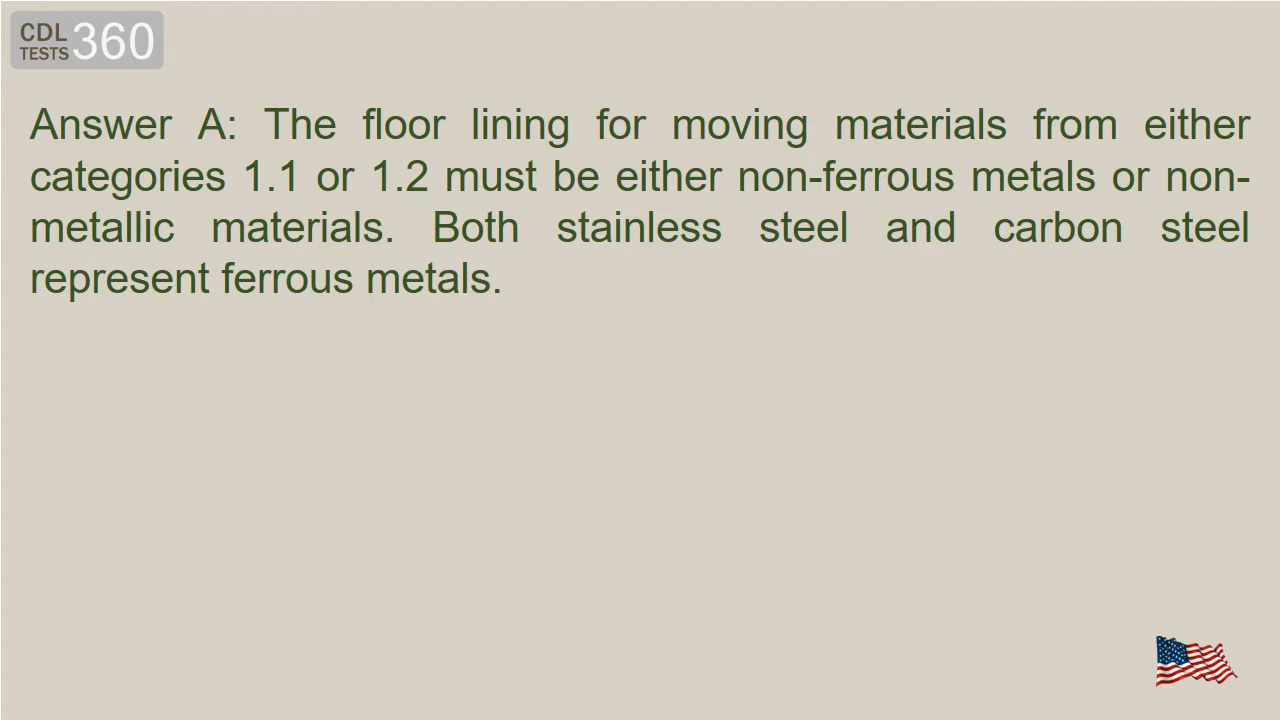 CDL
TESTS 360
Answer A: The floor lining for moving materials from either
categories 1.1 or 1.2 must be either non-ferrous metals or non-
metallic materials. Both stainless steel and carbon steel
represent ferrous metals.